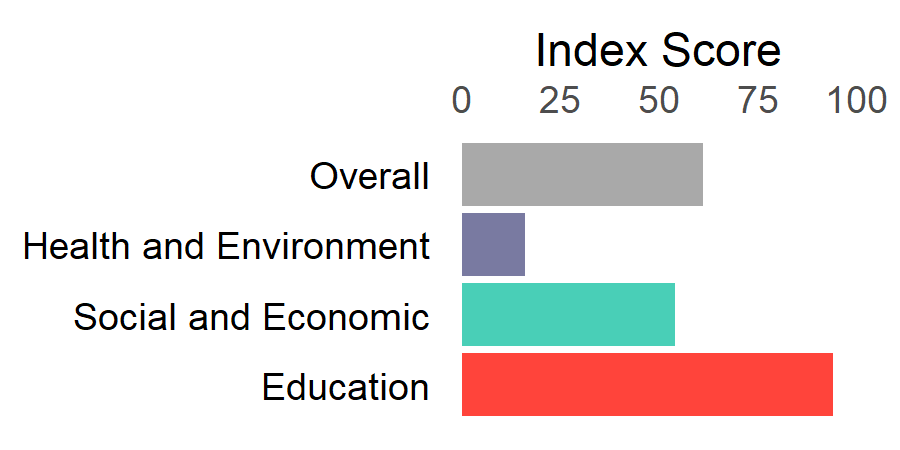 Index Score
0 25 50 75 100
Overall
Health and Environment
Social and Economic
Education